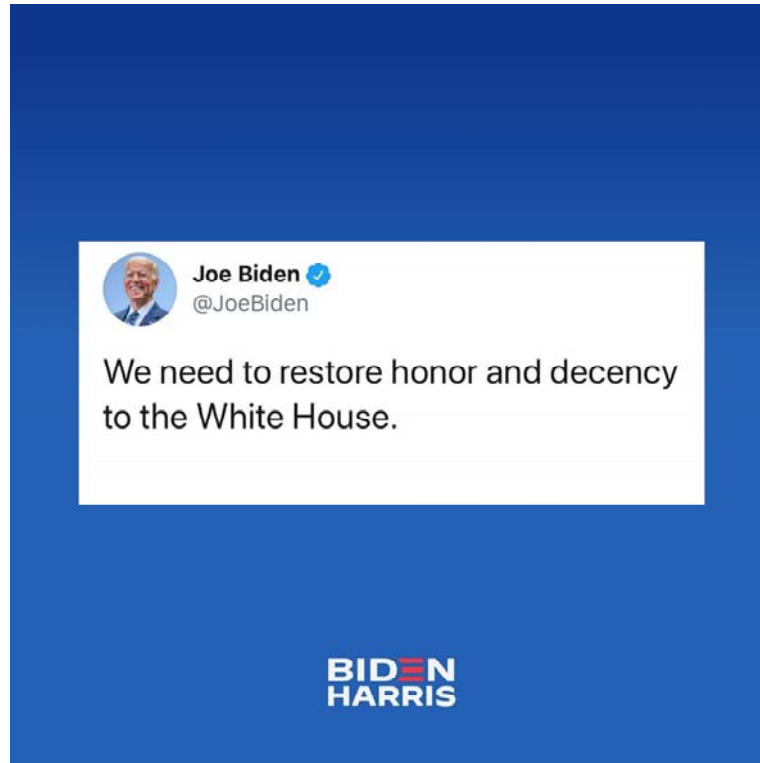 Joe Biden
@JoeBiden
We need to restore honor and decency
to the White House.
BIDEN
HARRIS